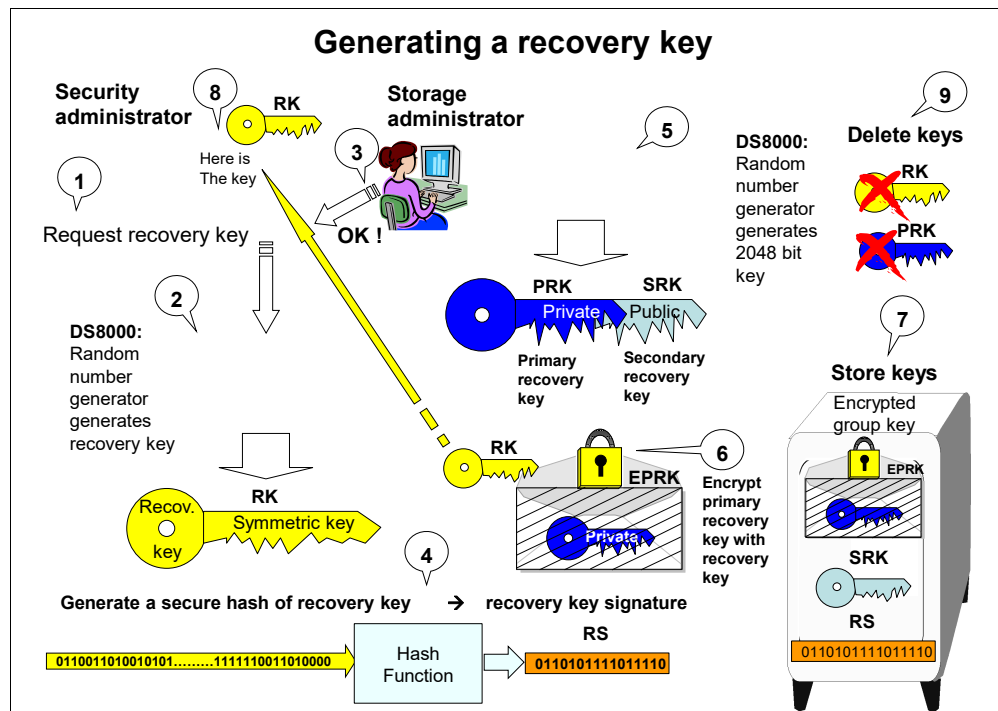 Generating a recovery key
Security
administrator
8
RK
Here is
The key
Storage
administrator
3
OK !
1
Request recovery key
2
DS8000:
Random
number
generator
generates
recovery key
RK
Recov.
key
Symmetric key
4
Generate a secure hash of recovery key → recovery key signature
RS
0110011010010101.........1111110011010000
Hash
Function
0110101111011110
5
DS8000:
Random
number
generator
generates
2048 bit
key
PRK
SRK
Private
Public
Primary
recovery
key
Secondary
recovery
key
6
RK
EPRK
Private
Encrypt
primary
recovery
key with
recovery
key
9
Delete keys
RK
PRK
7
Store keys
Encrypted
group key
EPRK
Private
SRK
RS
0110101111011110